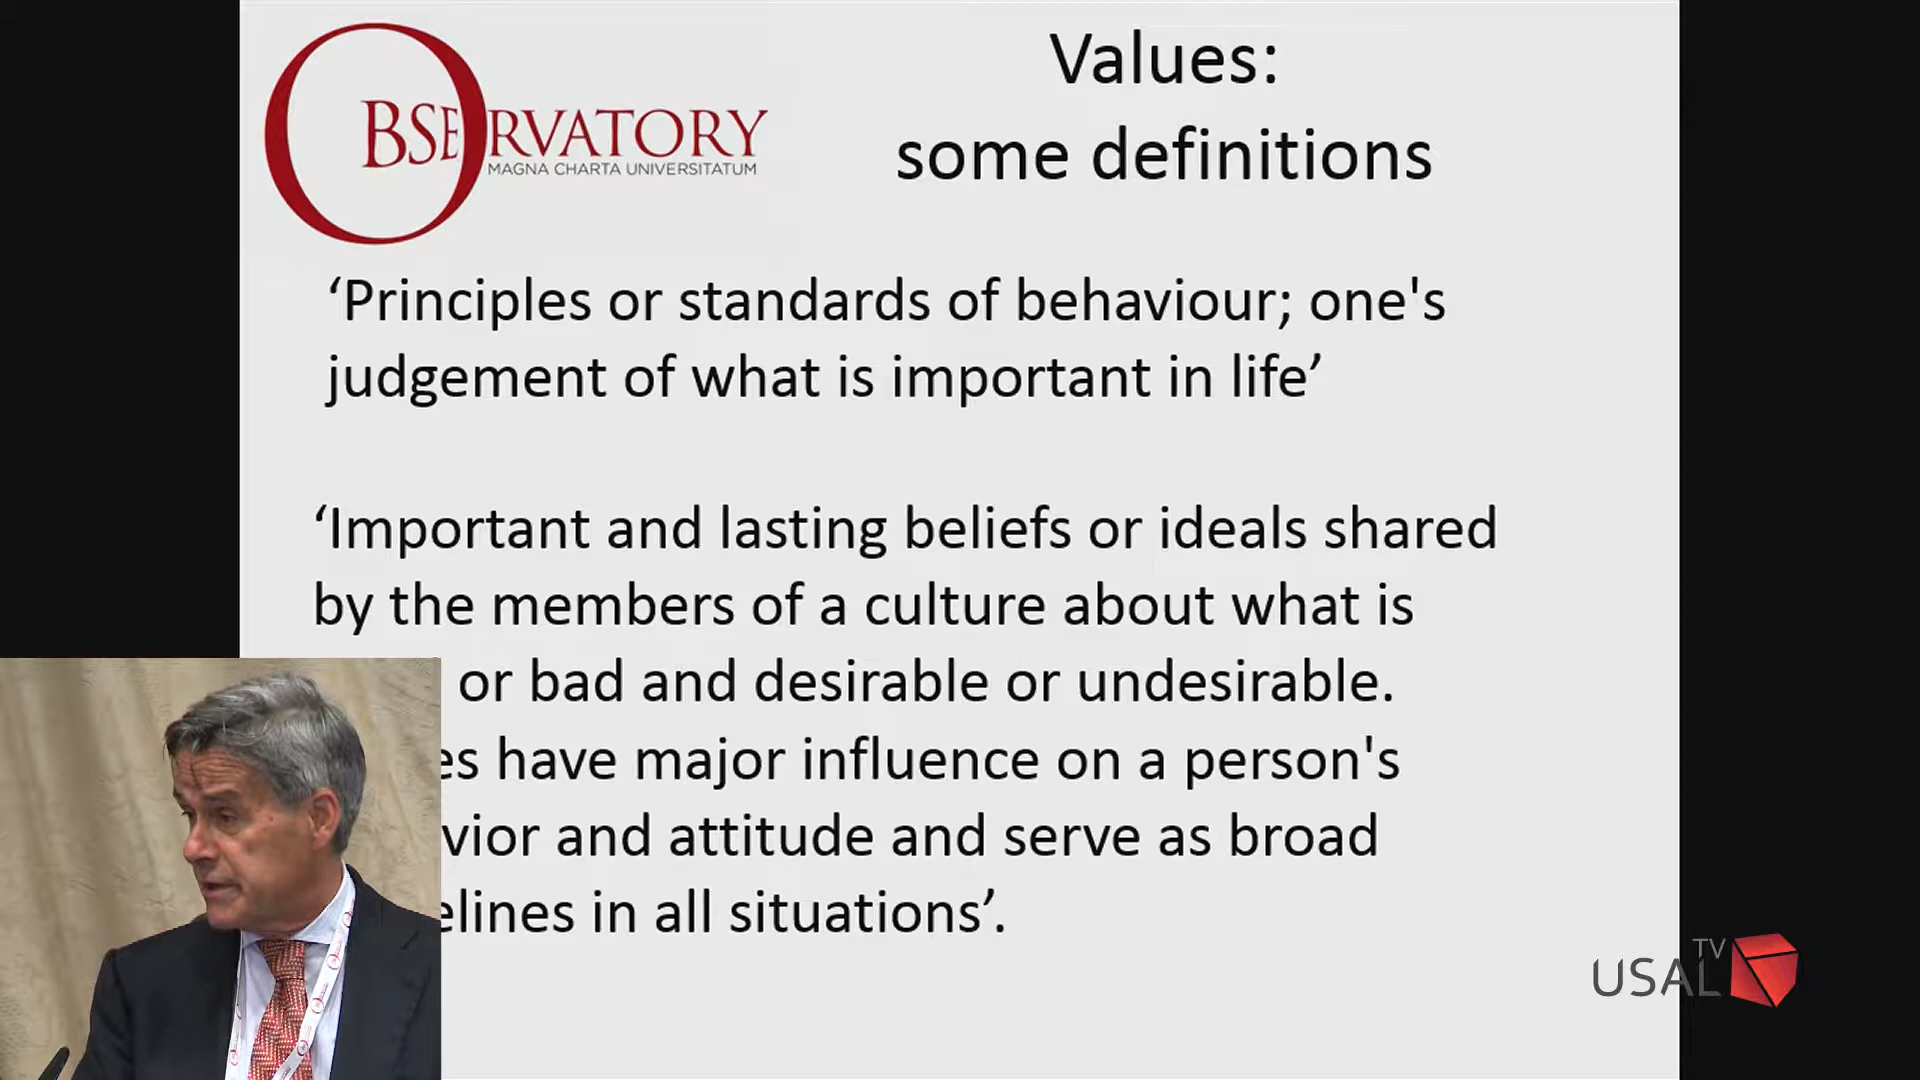 OBSERVATORY
MAGNA CHARTA UNIVERSITATUM
Values:
some definitions
‘Principles or standards of behaviour; one's
judgement of what is important in life’
‘Important and lasting beliefs or ideals shared
by the members of a culture about what is
or bad and desirable or undesirable.
es have major influence on a person's
vior and attitude and serve as broad
elines in all situations’.
TV
USAL